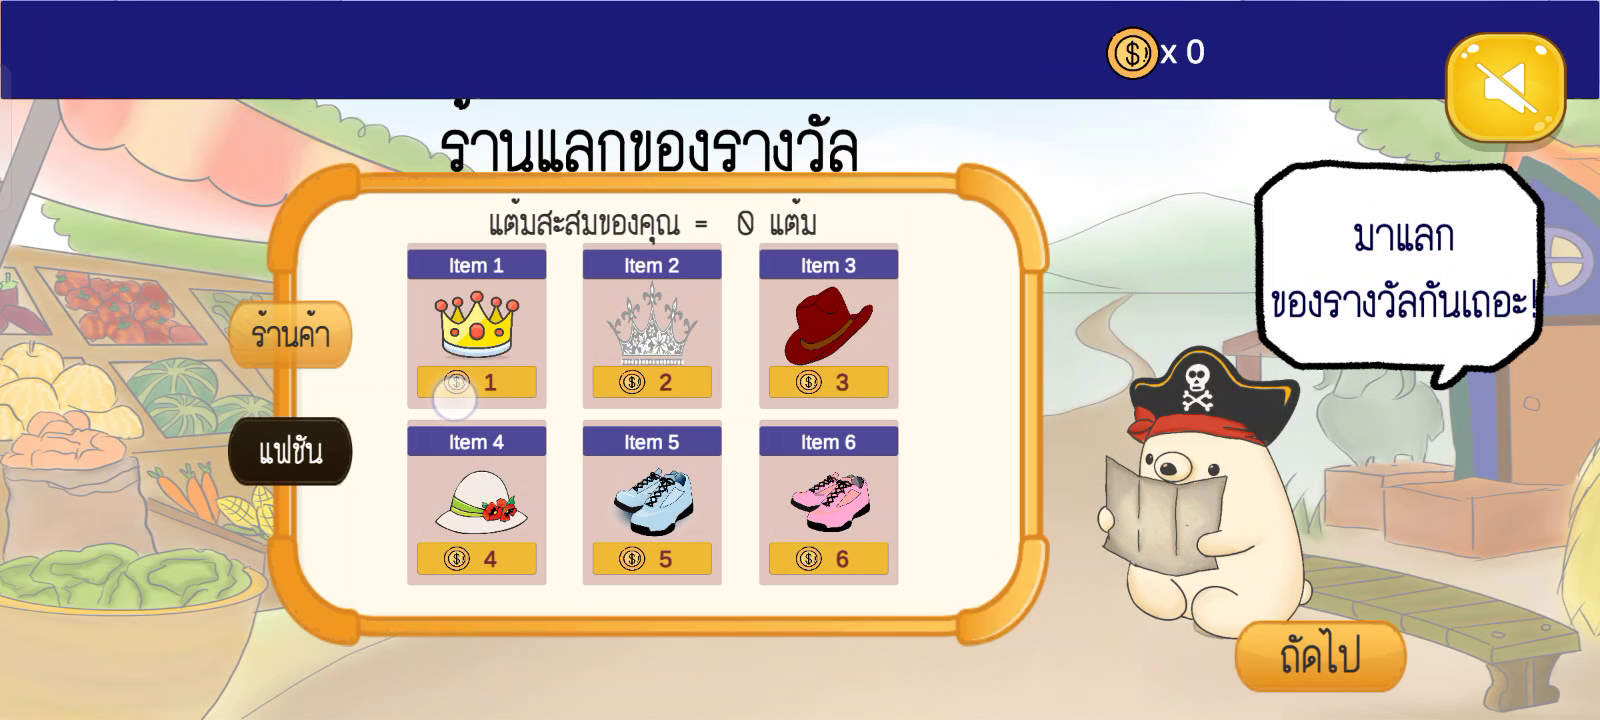 x 0
ร้านแลกของรางวัล
แต้มสะสมของคุณ = 0 แต้ม
Item 1
Item 2
Item 3
1
2
3
Item 4
Item 5
Item 6
4
5
6
ร้านค้า
แฟชัน
มาแลก
ของรางวัลกันเถอะ!
ถัดไป